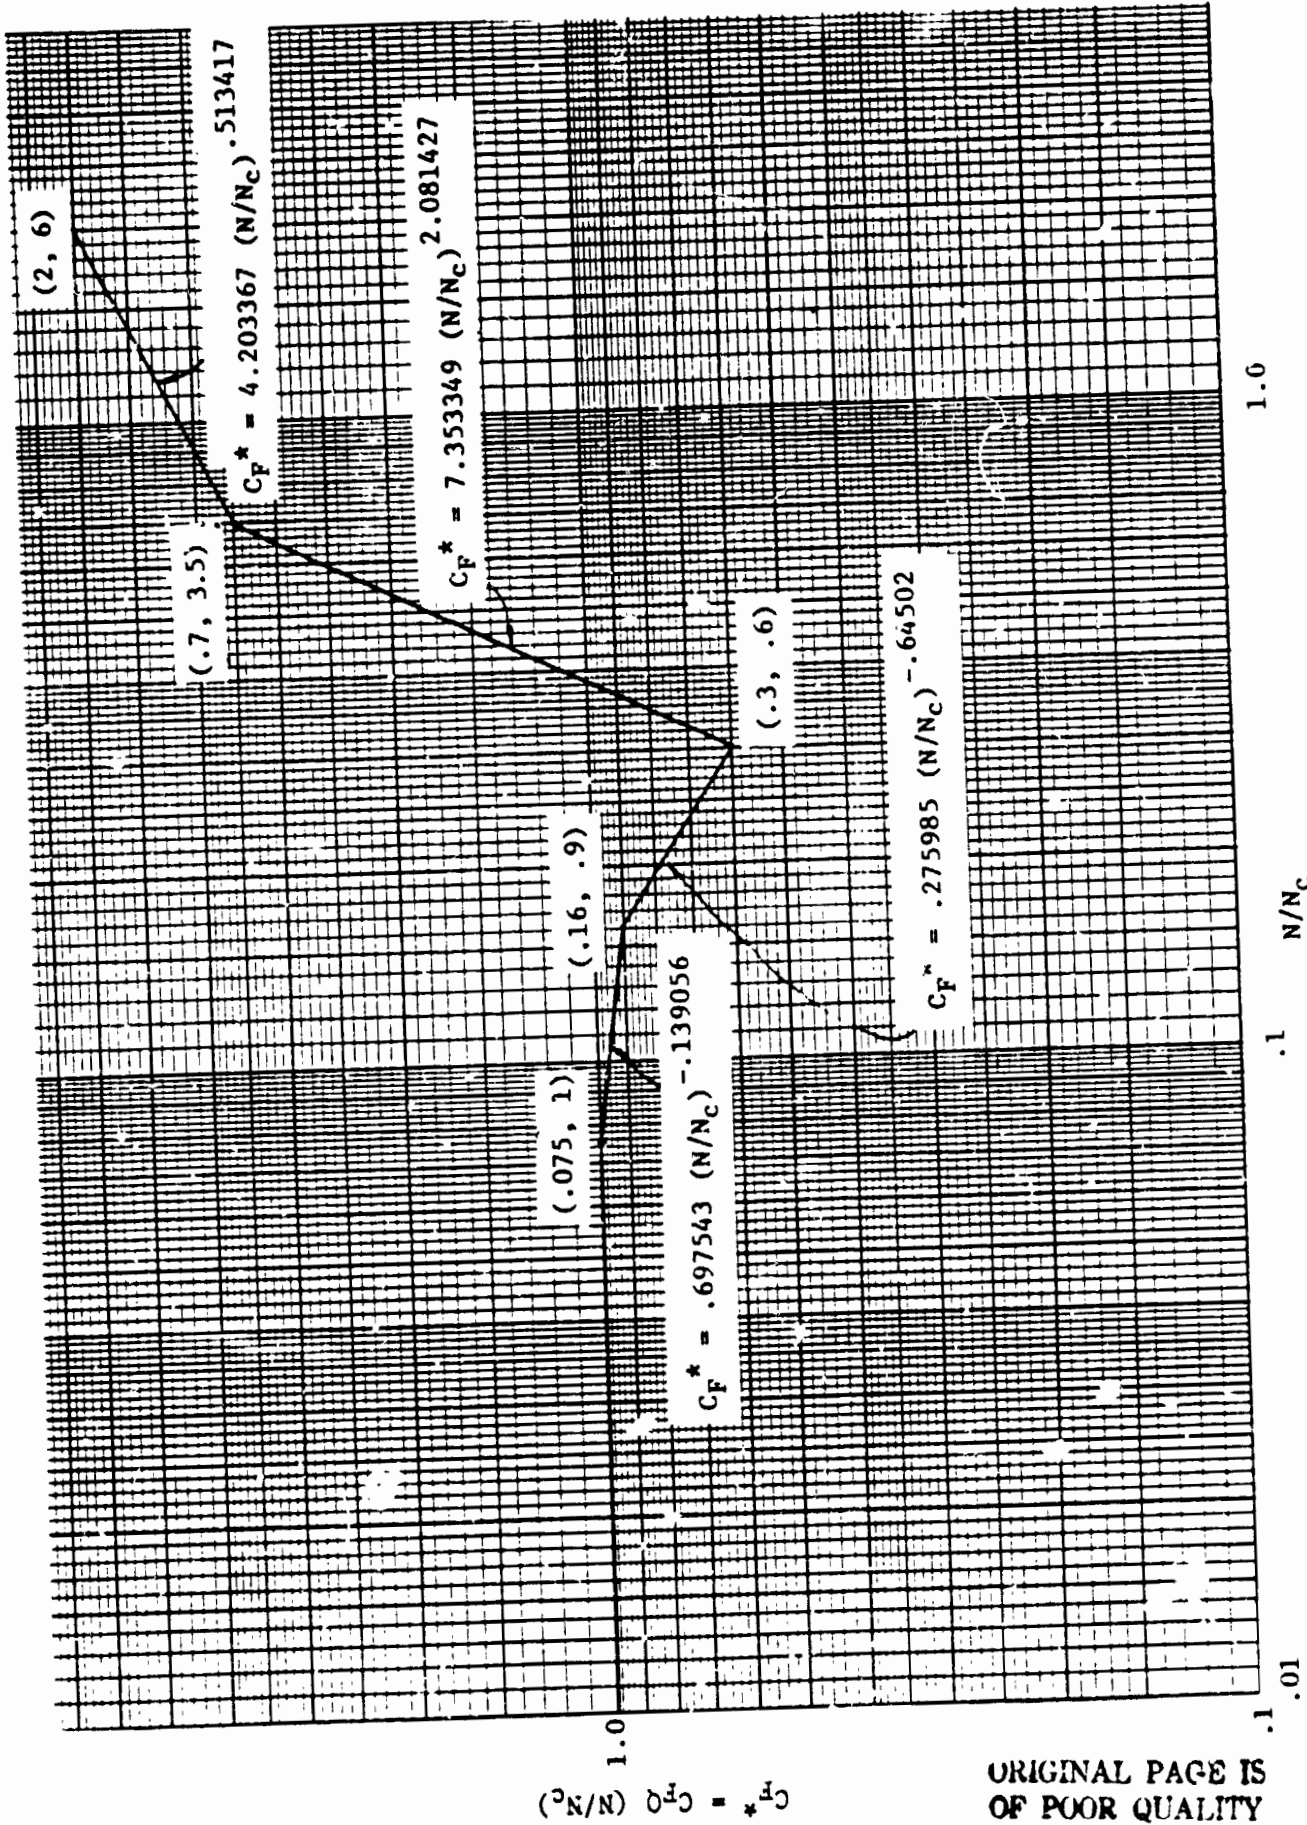 (2, 6)
C_F* = 4.203367 (N/N_C)^.513417
(.7, 3.5)
C_F* = 7.353349 (N/N_C)^2.081427
(.3, .6)
(.16, .9)
C_F* = .275985 (N/N_C)^-.64502
(.075, 1)
C_F* = .697543 (N/N_C)^-.139056
C_F* = C_FQ (N/N_C)
1.0
.1
.01
.1
1.0
N/N_C
ORIGINAL PAGE IS
OF POOR QUALITY